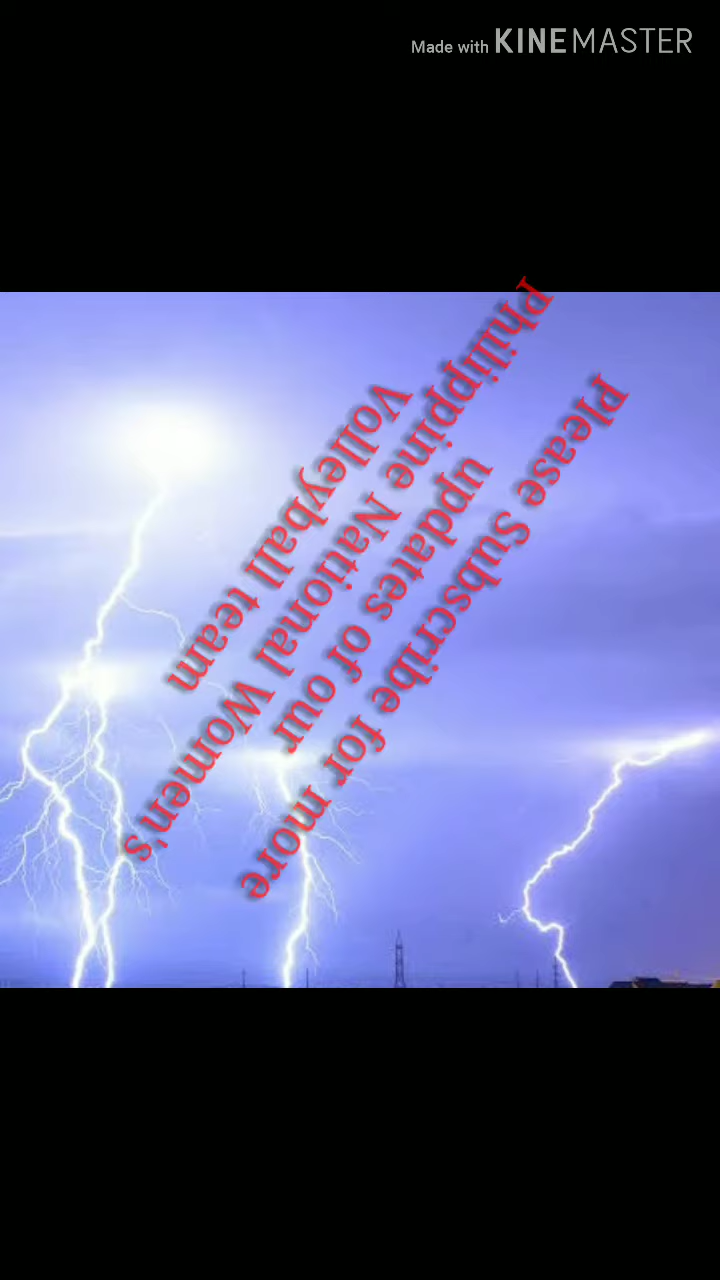 Made with KINEMASTER
Please Subscribe for more
updates of our
Philippine National Women's
Volleyball team